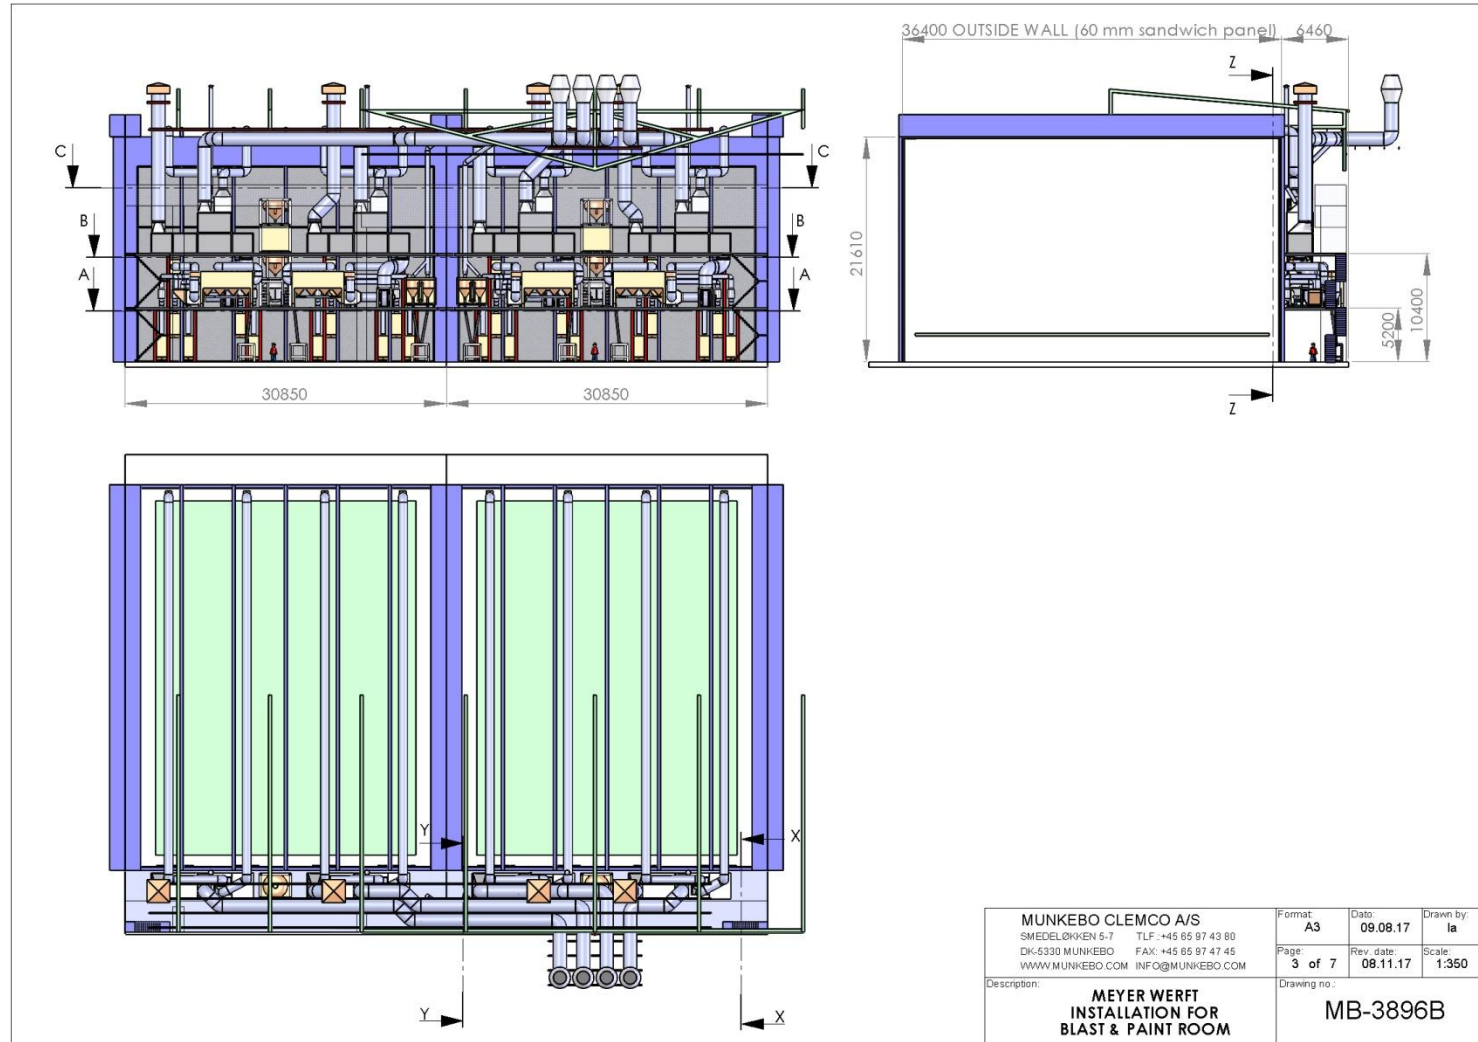 36400 OUTSIDE WALL (60 mm sandwich panel)
6460
Z
C
C
B
B
A
A
21610
10400
5200
30850
30850
Z
Y
X
Y
X
MUNKEBO CLEMCO A/S
SMEDELØKKEN 5-7 TLF.:+45 65 97 43 80
DK-5330 MUNKEBO FAX: +45 65 97 47 45
WWW.MUNKEBO.COM INFO@MUNKEBO.COM
Format: A3
Date: 09.08.17
Drawn by: la
Page: 3 of 7
Rev. date: 08.11.17
Scale: 1:350
Description:
MEYER WERFT
INSTALLATION FOR
BLAST & PAINT ROOM
Drawing no.:
MB-3896B